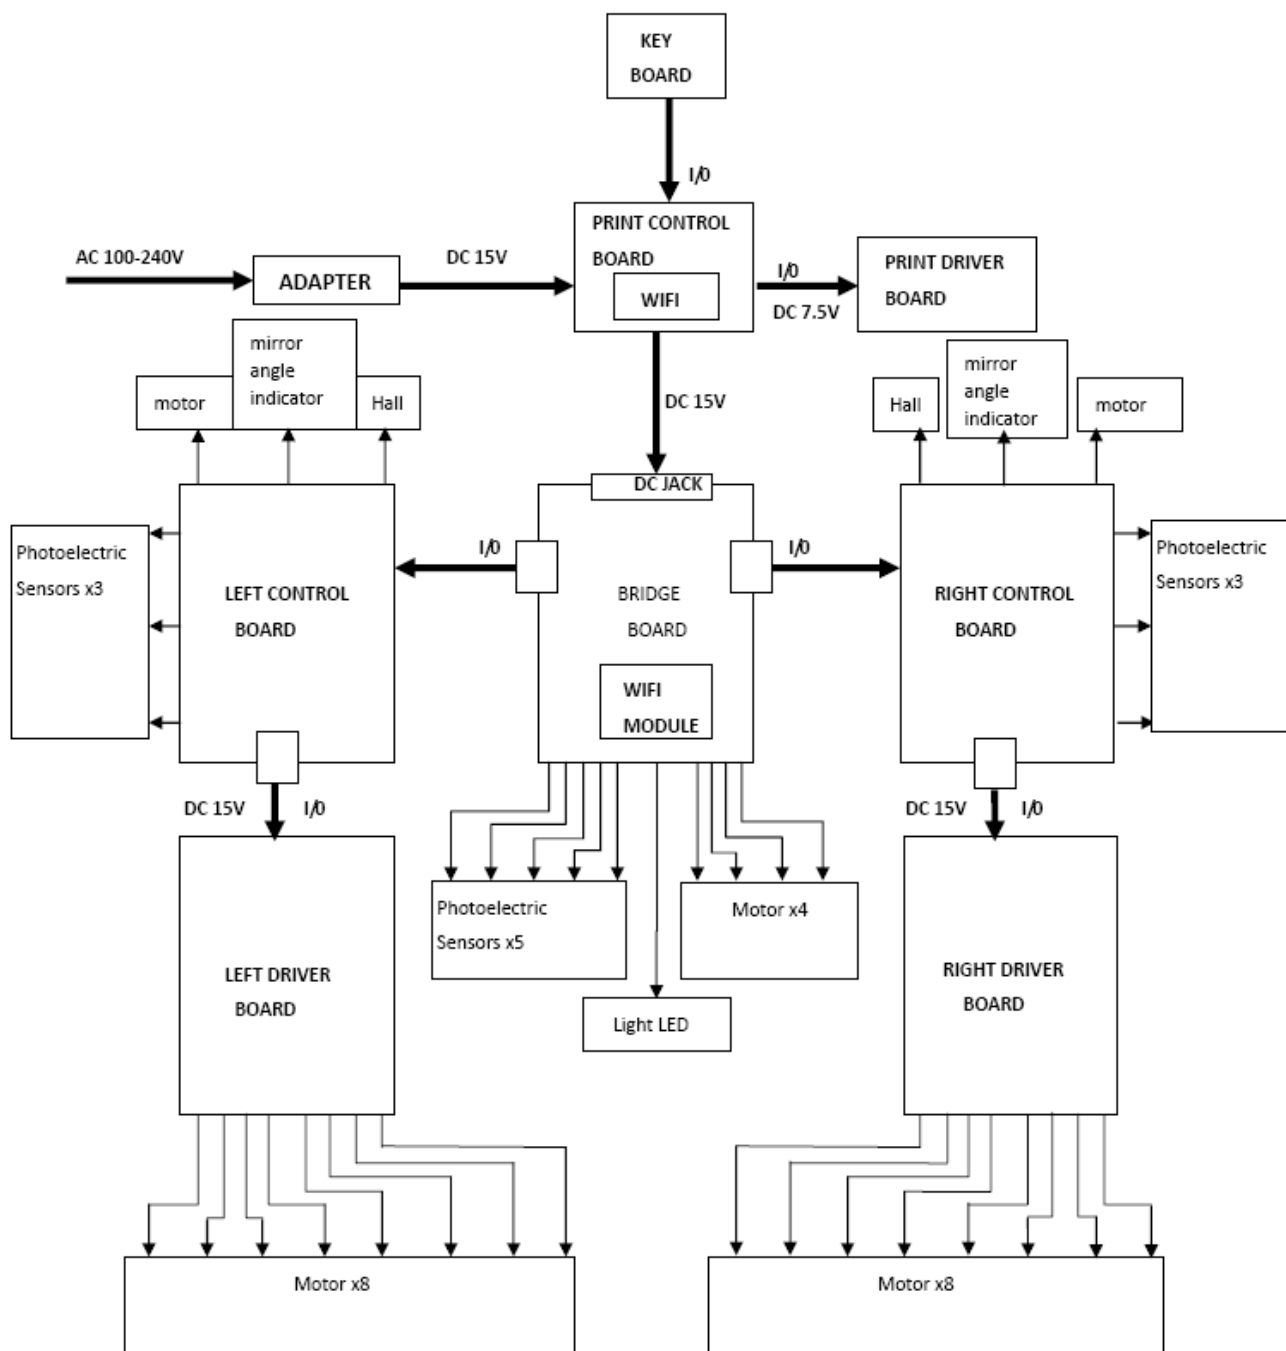 KEY
BOARD
I/0
PRINT CONTROL
BOARD
WIFI
AC 100-240V
ADAPTER
DC 15V
I/0
DC 7.5V
PRINT DRIVER
BOARD
motor
mirror
angle
indicator
Hall
DC 15V
Hall
mirror
angle
indicator
motor
DC JACK
Photoelectric
Sensors x3
LEFT CONTROL
BOARD
I/0
BRIDGE
BOARD
WIFI
MODULE
I/0
RIGHT CONTROL
BOARD
Photoelectric
Sensors x3
DC 15V
I/0
DC 15V
I/0
LEFT DRIVER
BOARD
Photoelectric
Sensors x5
Motor x4
Light LED
RIGHT DRIVER
BOARD
Motor x8
Motor x8